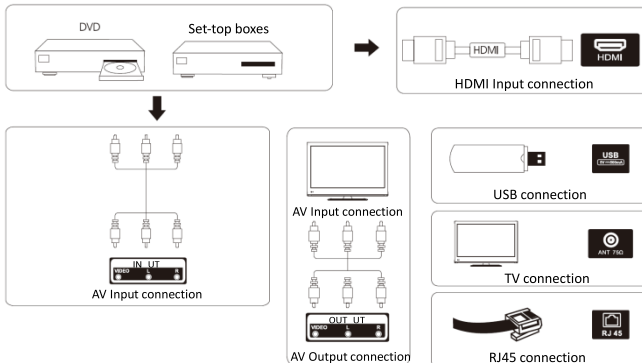 DVD
Set-top boxes
HDMI
HDMI
HDMI Input connection
IN UT
VIDEO L R
AV Input connection
AV Input connection
OUT UT
VIDEO L R
AV Output connection
USB
USB connection
ANT 75Ω
TV connection
RJ 45
RJ45 connection